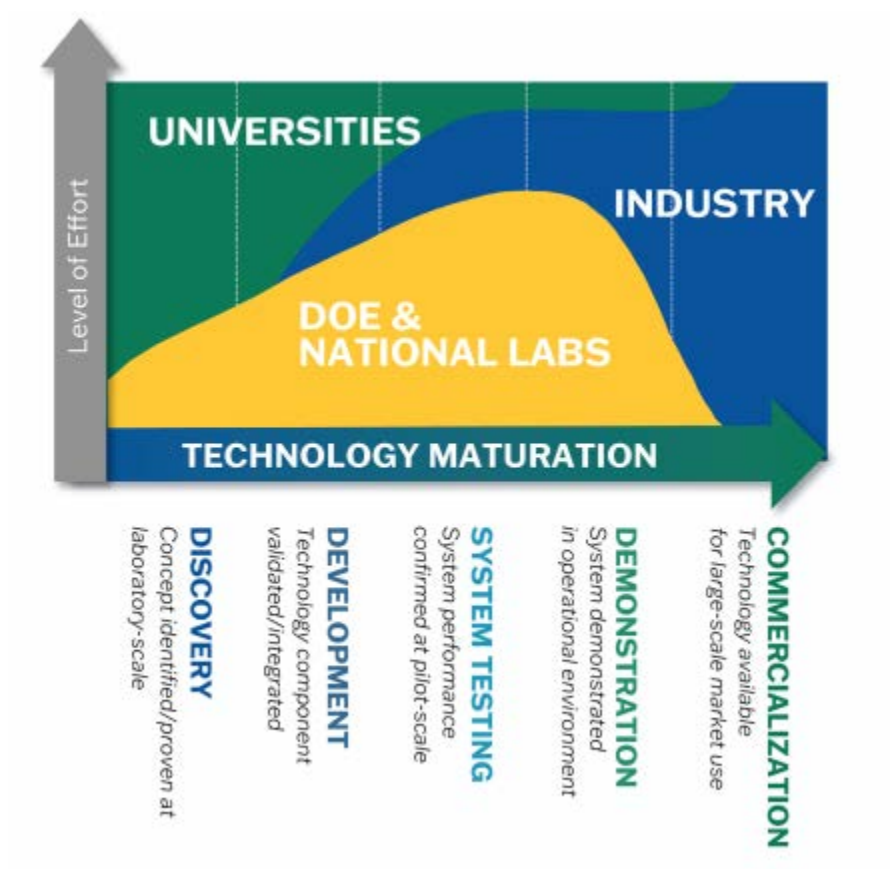 Level of Effort
UNIVERSITIES
INDUSTRY
DOE &
NATIONAL LABS
TECHNOLOGY MATURATION
DISCOVERY
Concept identified/proven at
laboratory-scale
DEVELOPMENT
Technology component
validated/integrated
SYSTEM TESTING
System performance
confirmed at pilot-scale
DEMONSTRATION
System demonstrated
in operational environment
COMMERCIALIZATION
Technology available
for large-scale market use